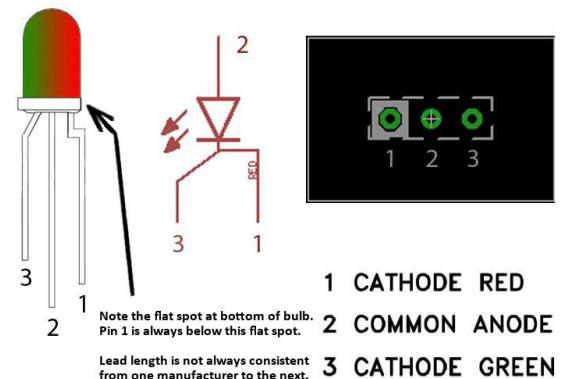 2
3
1
RED
3
2
1
1 2 3
Note the flat spot at bottom of bulb.
Pin 1 is always below this flat spot.
Lead length is not always consistent
from one manufacturer to the next.
1 CATHODE RED
2 COMMON ANODE
3 CATHODE GREEN